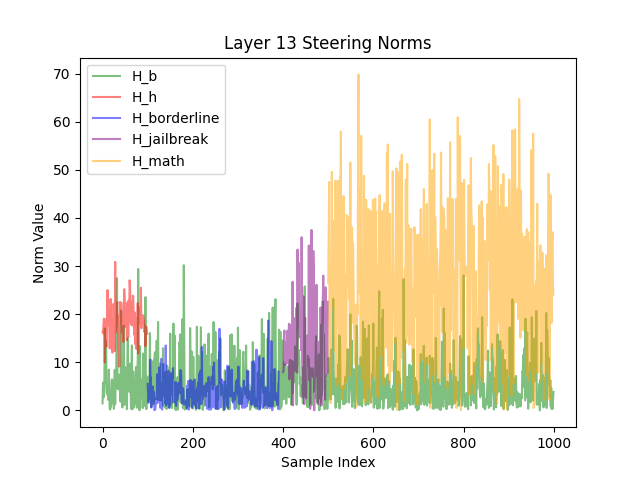 Layer 13 Steering Norms
70
60
50
40
30
20
10
0
Norm Value
H_b
H_h
H_borderline
H_jailbreak
H_math
0
200
400
600
800
1000
Sample Index